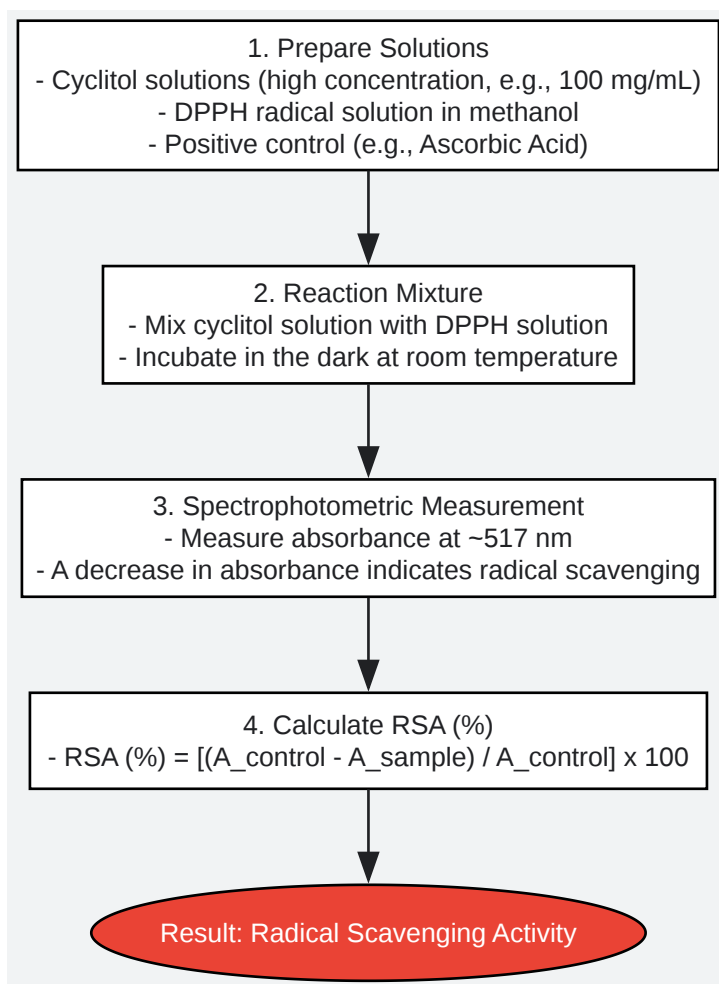 1. Prepare Solutions
- Cyclitol solutions (high concentration, e.g., 100 mg/mL)
- DPPH radical solution in methanol
- Positive control (e.g., Ascorbic Acid)
2. Reaction Mixture
- Mix cyclitol solution with DPPH solution
- Incubate in the dark at room temperature
3. Spectrophotometric Measurement
- Measure absorbance at ~517 nm
- A decrease in absorbance indicates radical scavenging
4. Calculate RSA (%)
- RSA (%) = [(A_control - A_sample) / A_control] x 100
Result: Radical Scavenging Activity